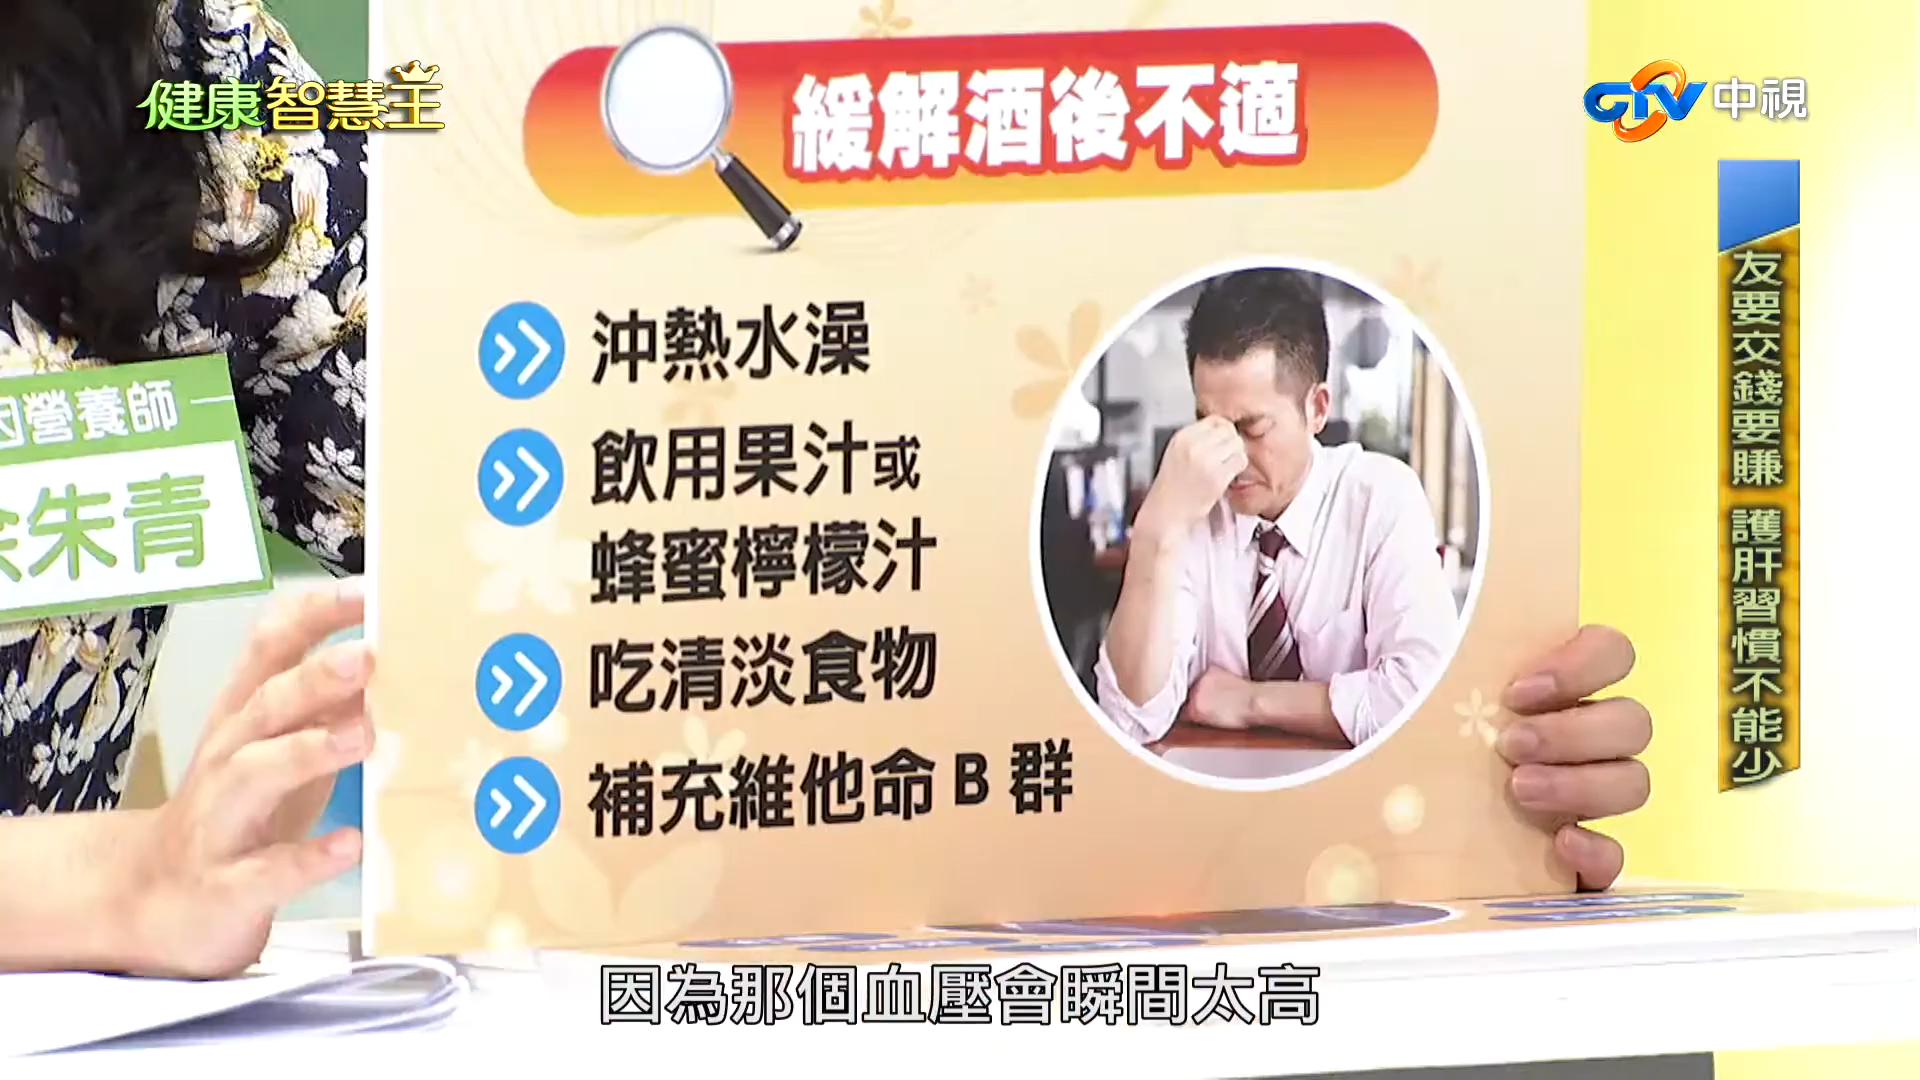 健康智慧王
CTV中視
緩解酒後不適
沖熱水澡
飲用果汁或
蜂蜜檸檬汁
吃清淡食物
補充維他命B群
營養師
朱青
友要交錢要賺 護肝習慣不能少
因為那個血壓會瞬間太高